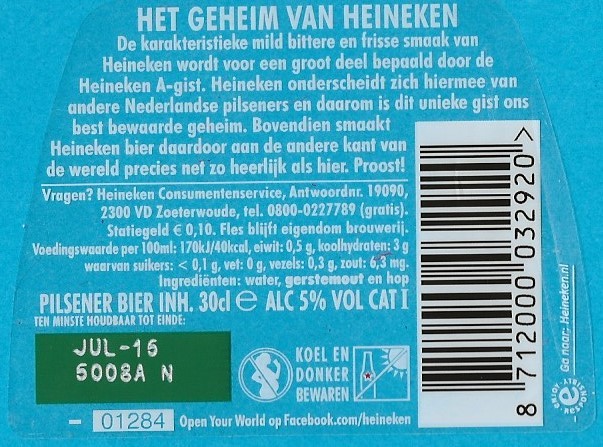 HET GEHEIM VAN HEINEKEN
De karakteristieke mild bittere en frisse smaak van
Heineken wordt voor een groot deel bepaald door de
Heineken A-gist. Heineken onderscheidt zich hiermee van
andere Nederlandse pilseners en daarom is dit unieke gist ons
best bewaarde geheim. Bovendien smaakt
Heineken bier daardoor aan de andere kant van
de wereld precies net zo heerlijk als hier. Proost!
Vragen? Heineken Consumentenservice, Antwoordnr. 19090,
2300 VD Zoeterwoude, tel. 0800-0227789 (gratis).
Statiegeld € 0,10. Fles blijft eigendom brouwerij.
Voedingswaarde per 100ml: 170kJ/40kcal, eiwit: 0,5 g, koolhydraten: 3 g
waarvan suikers: < 0,1 g, vet: 0 g, vezels: 0,3 g, zout: 6,3 mg.
Ingrediënten: water, gerstemout en hop
PILSENER BIER INH. 30cl e ALC 5% VOL CAT I
TEN MINSTE HOUDBAAR TOT EINDE:
JUL-16
5008A N
KOEL EN
DONKER
BEWAREN
01284 Open Your World op Facebook.com/heineken
8 712000 032920 >
Ga naar: Heineken.nl
ENJOY HEINEKEN RESPONSIBLY